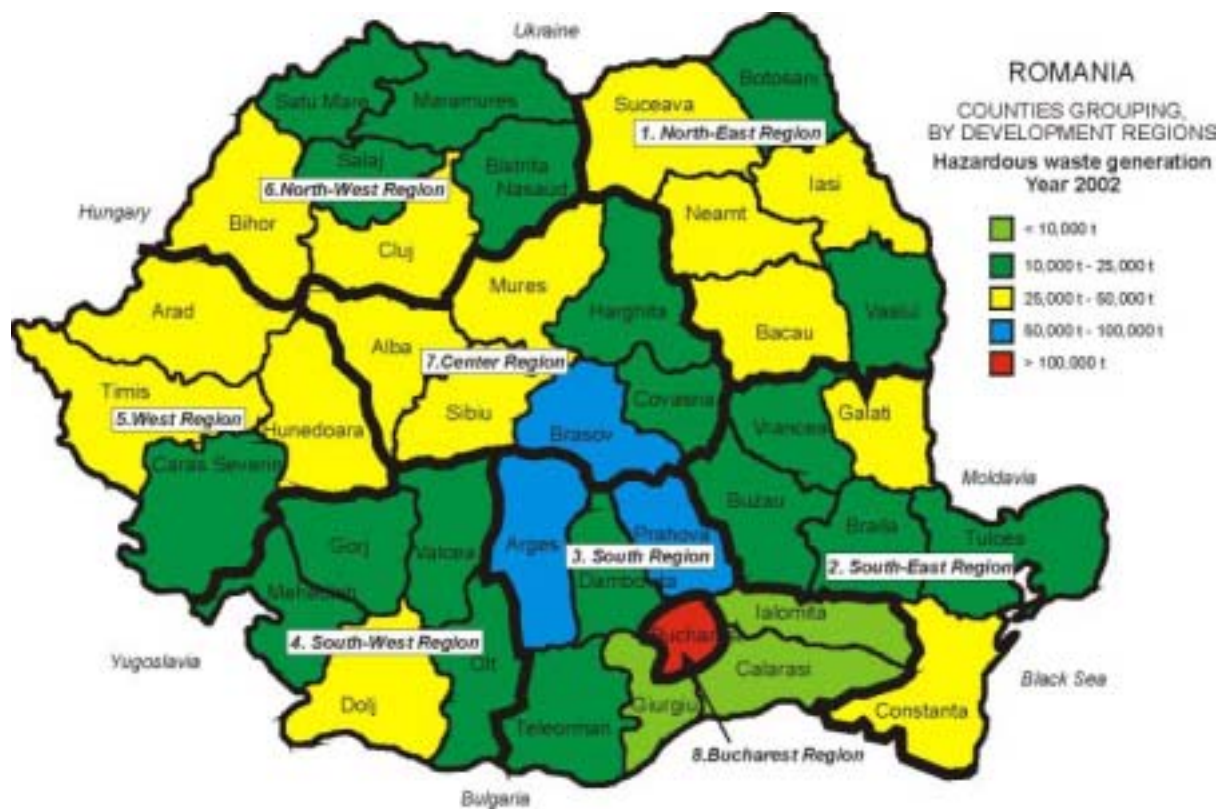 Ukraine
ROMANIA
COUNTIES GROUPING,
BY DEVELOPMENT REGIONS
Hazardous waste generation
Year 2002
< 10,000 t
10,000 t - 25,000 t
25,000 t - 50,000 t
50,000 t - 100,000 t
> 100,000 t
Botosani
Satu Mare
Maramures
Suceava
1. North-East Region
Salaj
Bistrita
Nasaud
6.North-West Region
Iasi
Hungary
Bihor
Neamt
Cluj
Mures
Arad
Harghita
Vaslui
Bacau
Alba
7.Center Region
Timis
Covasna
5.West Region
Sibiu
Galati
Hunedoara
Brasov
Vrancea
Caras Severin
Moldavia
Buzau
Braila
Tulcea
Gorj
Valcea
Arges
Prahova
3. South Region
2. South-East Region
Dambovita
Mehedinti
Ialomita
4. South-West Region
Yugoslavia
Olt
Calarasi
Black Sea
Dolj
Giurgiu
Constanta
Teleorman
8.Bucharest Region
Bulgaria